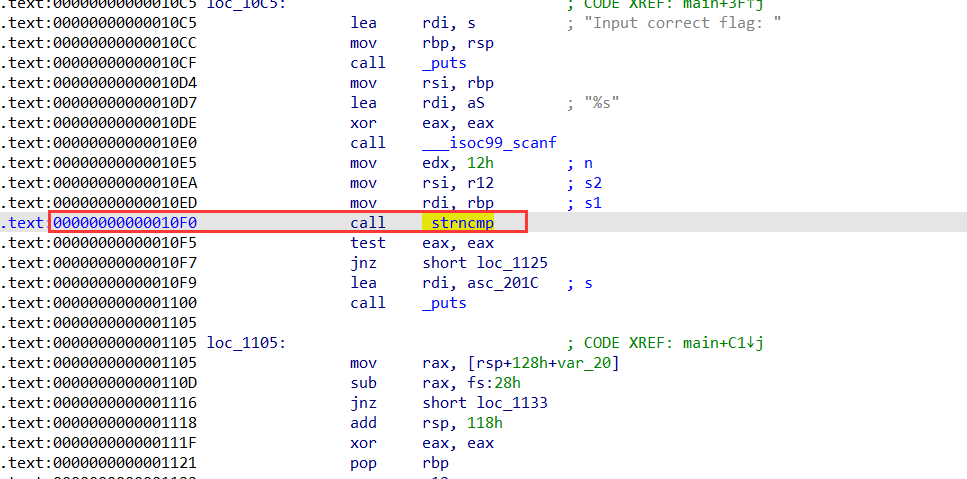 .text:00000000000010C5 loc_10C5: ; CODE XREF: main+3F↑j
.text:00000000000010C5 lea rdi, s ; "Input correct flag: "
.text:00000000000010CC mov rbp, rsp
.text:00000000000010CF call _puts
.text:00000000000010D4 mov rsi, rbp
.text:00000000000010D7 lea rdi, aS ; "%s"
.text:00000000000010DE xor eax, eax
.text:00000000000010E0 call ___isoc99_scanf
.text:00000000000010E5 mov edx, 12h ; n
.text:00000000000010EA mov rsi, r12 ; s2
.text:00000000000010ED mov rdi, rbp ; s1
.text:00000000000010F0 call _strncmp
.text:00000000000010F5 test eax, eax
.text:00000000000010F7 jnz short loc_1125
.text:00000000000010F9 lea rdi, asc_201C ; s
.text:0000000000001100 call _puts
.text:0000000000001105
.text:0000000000001105 loc_1105: ; CODE XREF: main+C1↓j
.text:0000000000001105 mov rax, [rsp+128h+var_20]
.text:000000000000110D sub rax, fs:28h
.text:0000000000001116 jnz short loc_1133
.text:0000000000001118 add rsp, 118h
.text:000000000000111F xor eax, eax
.text:0000000000001121 pop rbp